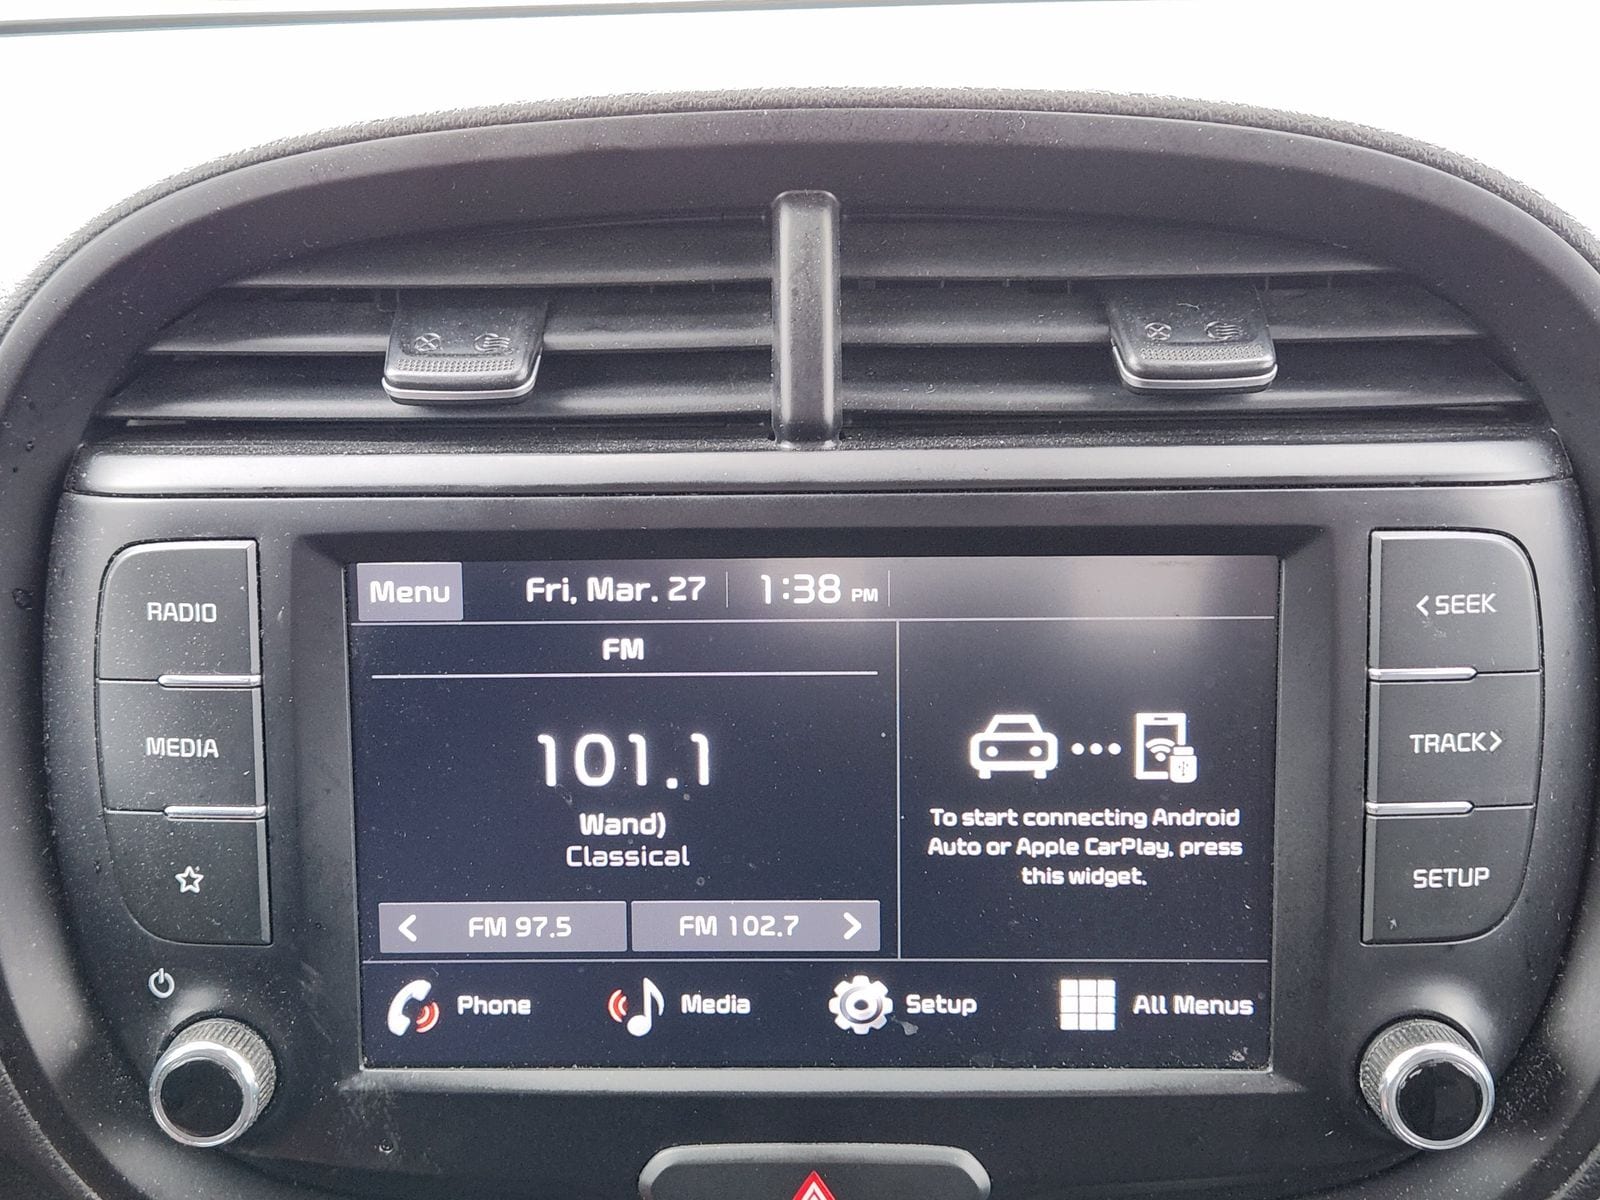 RADIO
MEDIA
Menu
Fri, Mar. 27
1:38 PM
FM
101.1
Wand)
Classical
< FM 97.5
FM 102.7 >
To start connecting Android
Auto or Apple CarPlay, press
this widget.
Phone
Media
Setup
All Menus
<SEEK
TRACK>
SETUP